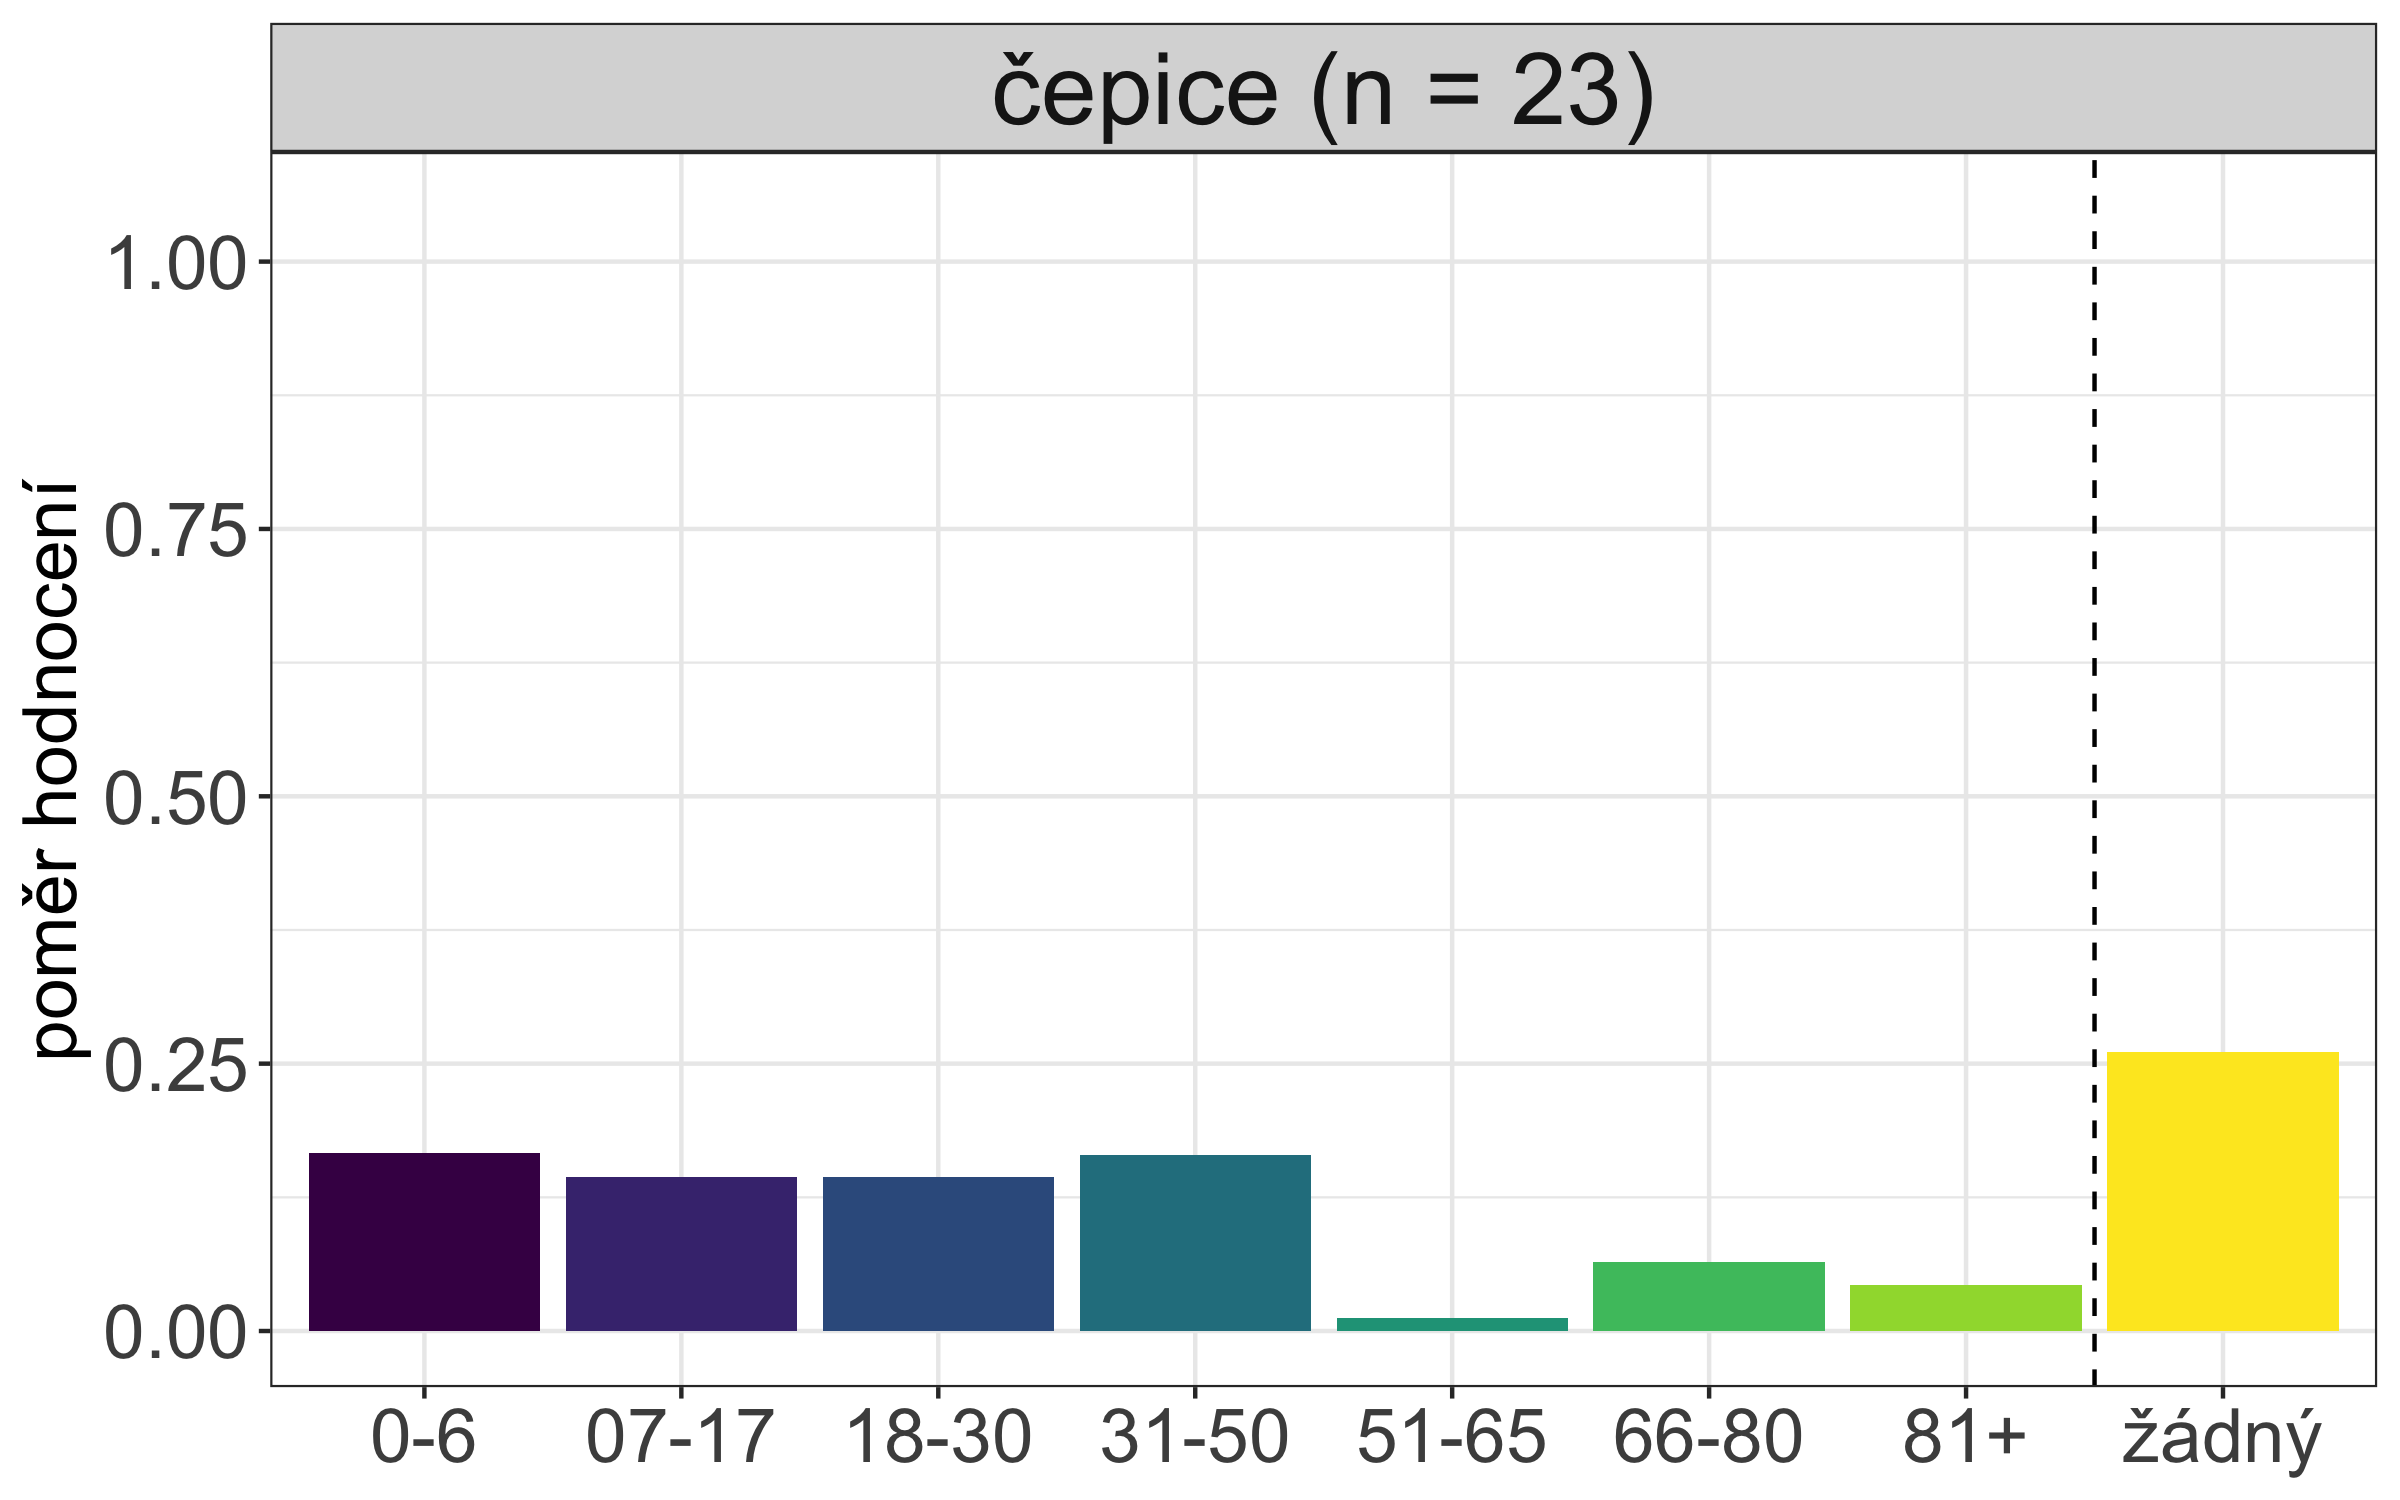 čepice (n = 23)
poměr hodnocení
1.00
0.75
0.50
0.25
0.00
0-6 07-17 18-30 31-50 51-65 66-80 81+ žádný